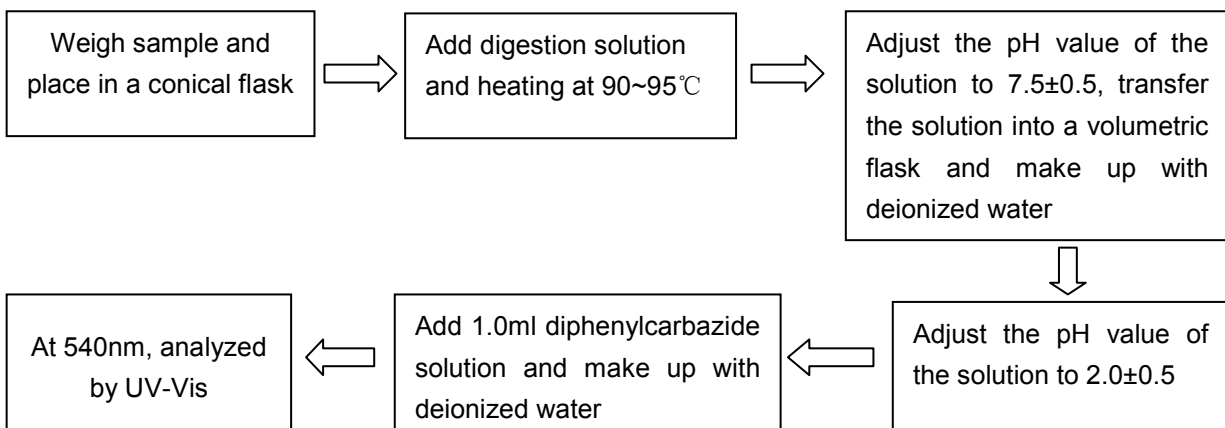 Weigh sample and
place in a conical flask
Add digestion solution
and heating at 90~95℃
Adjust the pH value of the
solution to 7.5±0.5, transfer
the solution into a volumetric
flask and make up with
deionized water
Adjust the pH value of
the solution to 2.0±0.5
Add 1.0ml diphenylcarbazide
solution and make up with
deionized water
At 540nm, analyzed
by UV-Vis